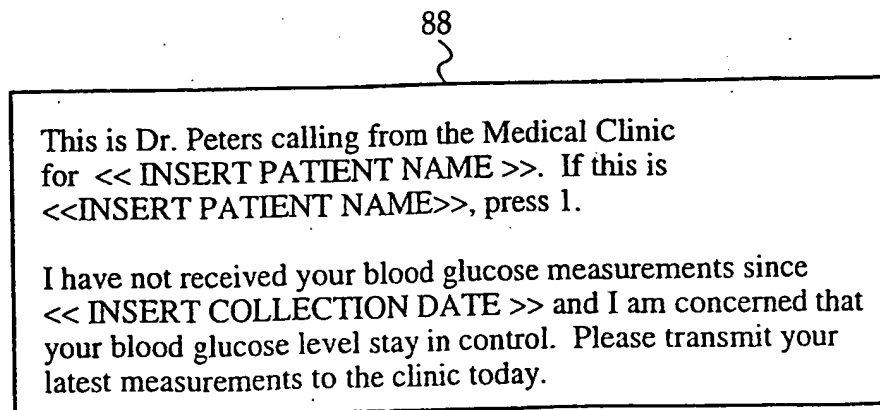 88
This is Dr. Peters calling from the Medical Clinic
for << INSERT PATIENT NAME >>. If this is
<<INSERT PATIENT NAME>>, press 1.
I have not received your blood glucose measurements since
<< INSERT COLLECTION DATE >> and I am concerned that
your blood glucose level stay in control. Please transmit your
latest measurements to the clinic today.